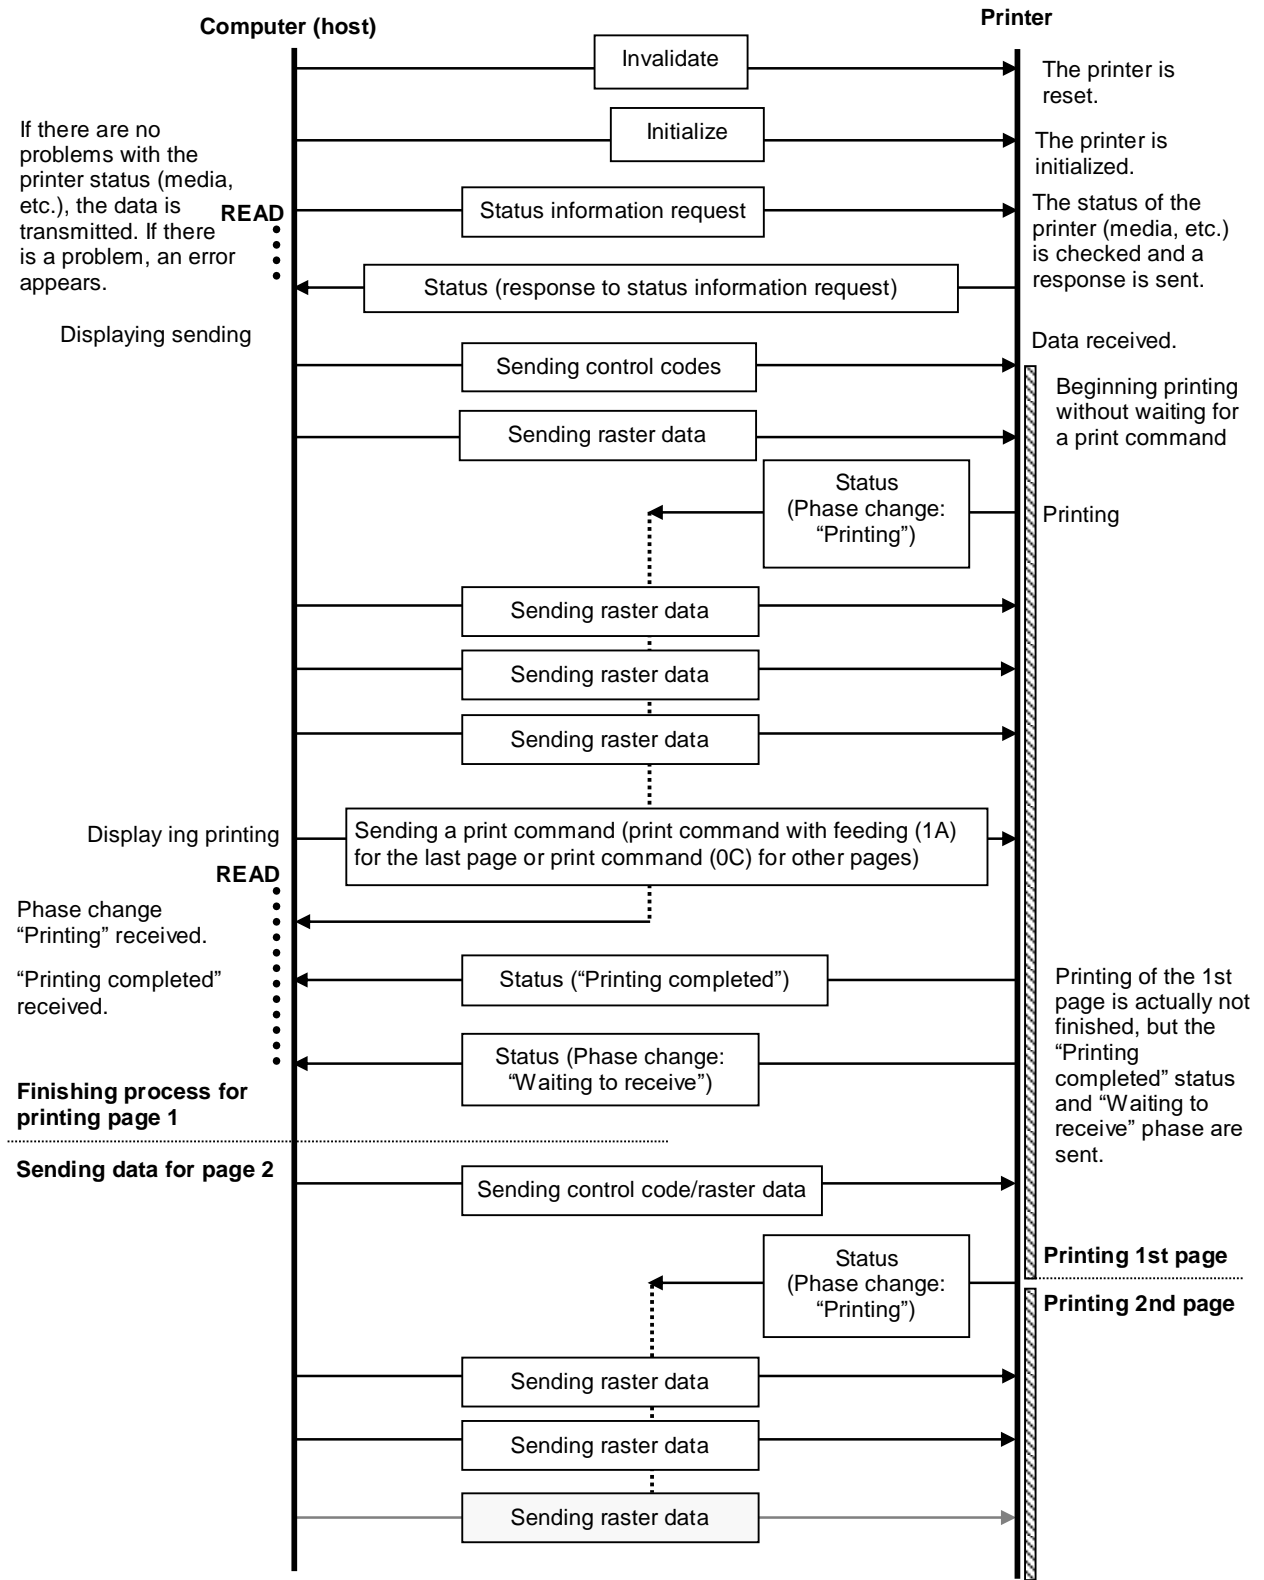 Computer (host)
Printer
Invalidate
The printer is
reset.
Initialize
The printer is
initialized.
If there are no
problems with the
printer status (media,
etc.), the data is
transmitted. If there
is a problem, an error
appears.
READ
Status information request
The status of the
printer (media, etc.)
is checked and a
response is sent.
Status (response to status information request)
Displaying sending
Data received.
Sending control codes
Beginning printing
without waiting for
a print command
Sending raster data
Status
(Phase change:
“Printing”)
Printing
Sending raster data
Sending raster data
Sending raster data
Display ing printing
Sending a print command (print command with feeding (1A)
for the last page or print command (0C) for other pages)
READ
Phase change
“Printing” received.
“Printing completed”
received.
Status (“Printing completed”)
Printing of the 1st
page is actually not
finished, but the
“Printing
completed” status
and “Waiting to
receive” phase are
sent.
Status (Phase change:
“Waiting to receive”)
Finishing process for
printing page 1
Sending data for page 2
Sending control code/raster data
Status
(Phase change:
“Printing”)
Printing 1st page
Printing 2nd page
Sending raster data
Sending raster data
Sending raster data